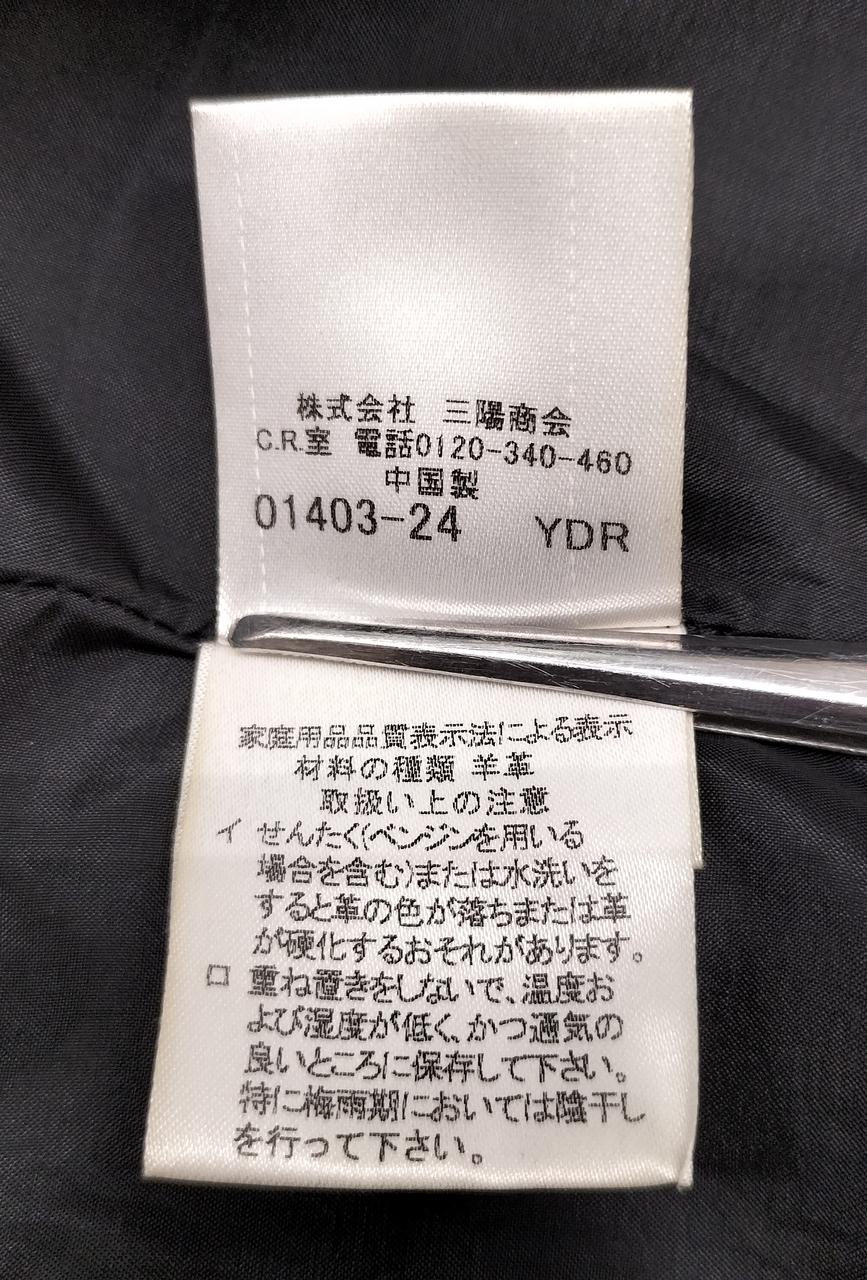 株式会社 三陽商会
C.R.室 電話0120-340-460
中国製
01403-24 YDR
家庭用品品質表示法による表示
材料の種類 羊革
取扱い上の注意
イ せんたく(ベンジンを用いる
場合を含む)または水洗いを
すると革の色が落ちまたは革
が硬化するおそれがあります。
ロ 重ね置きをしないで、温度お
よび湿度が低く、かつ通気の
良いところに保存して下さい。
特に梅雨期においては陰干し
を行って下さい。